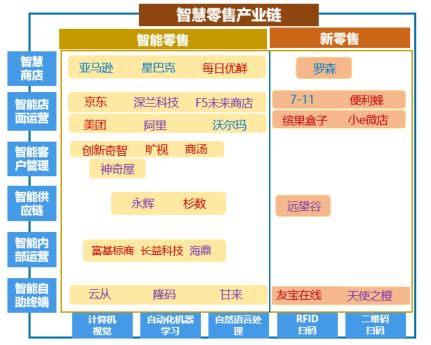 智慧零售产业链
智能零售 新零售
智慧
商店
亚马逊 星巴克 每日优鲜 罗森
智能店
面运营
京东 深兰科技 F5未来商店 7-11 便利蜂
美团 阿里 沃尔玛 缤果盒子 小e微店
智能客
户管理
创新奇智 旷视 商汤
神奇屋
智能供
应链
永辉 杉数 远望谷
智能内
部运营
富基标商 长益科技 海鼎
智能自
助终端
云从 隆码 甘来 友宝在线 天使之橙
计算机
视觉
自动化机器
学习
自然语言处
理
RFID
扫码
二维码
扫码